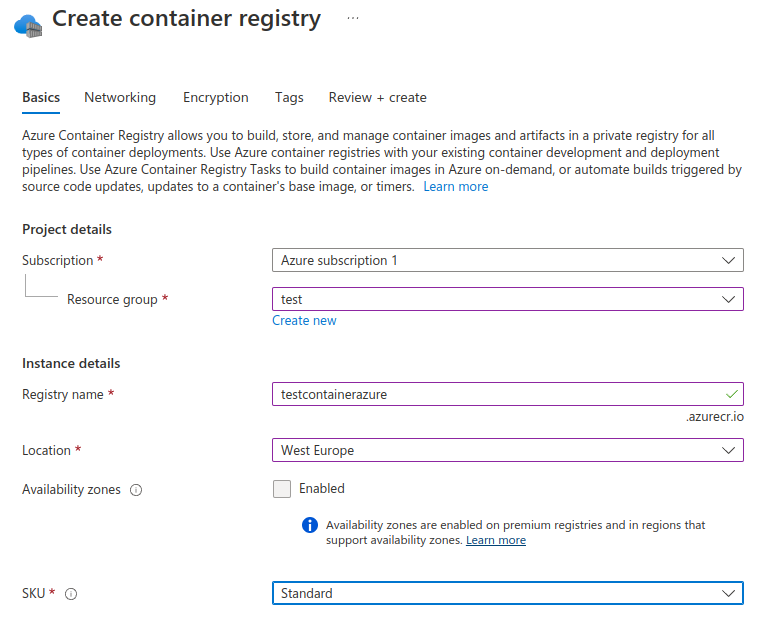 Create container registry ...
Basics Networking Encryption Tags Review + create
Azure Container Registry allows you to build, store, and manage container images and artifacts in a private registry for all
types of container deployments. Use Azure container registries with your existing container development and deployment
pipelines. Use Azure Container Registry Tasks to build container images in Azure on-demand, or automate builds triggered by
source code updates, updates to a container's base image, or timers. Learn more
Project details
Subscription * Azure subscription 1
Resource group * test
Create new
Instance details
Registry name * testcontainerazure
.azurecr.io
Location * West Europe
Availability zones Enabled
Availability zones are enabled on premium registries and in regions that
support availability zones. Learn more
SKU * Standard